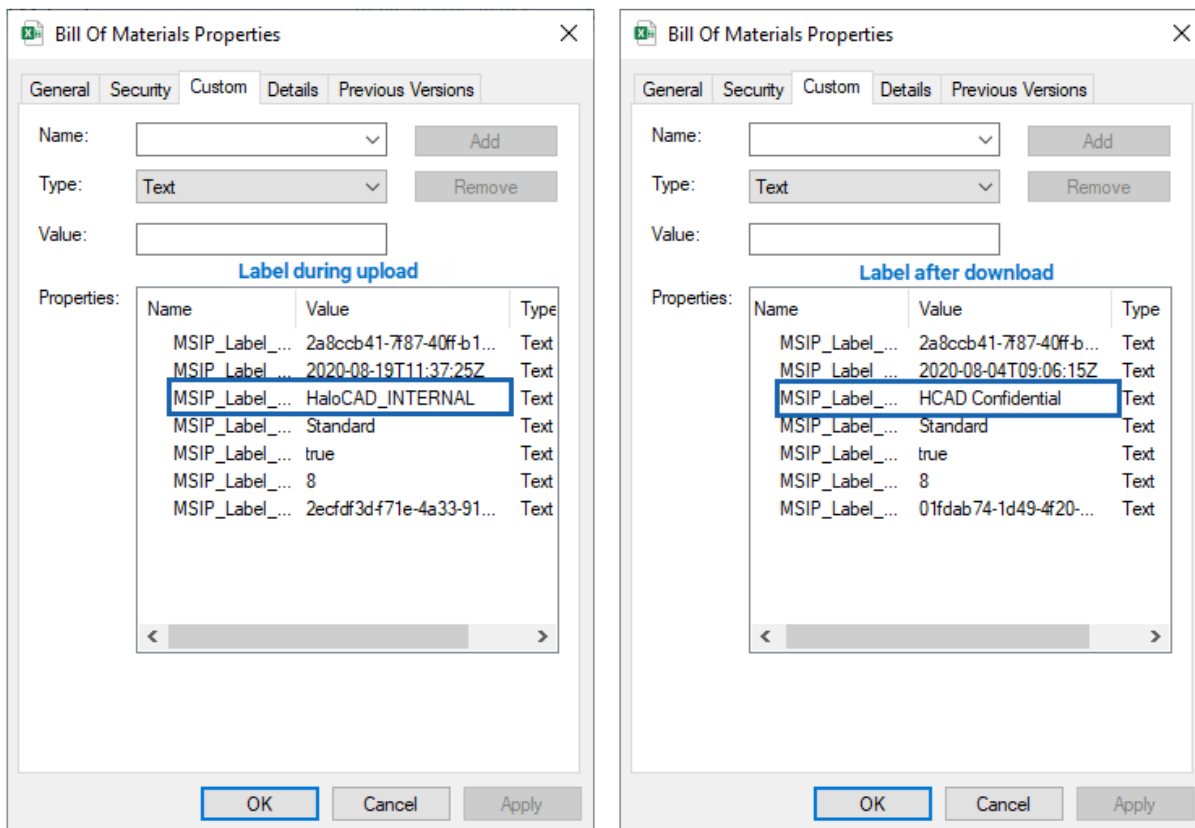 Bill Of Materials Properties
General Security Custom Details Previous Versions
Name: Add
Type: Text Remove
Value:
Label during upload
Properties: Name Value Type
MSIP_Label_... 2a8ccb41-7f87-40ff-b1... Text
MSIP_Label_... 2020-08-19T11:37:25Z Text
MSIP_Label_... HaloCAD_INTERNAL Text
MSIP_Label_... Standard Text
MSIP_Label_... true Text
MSIP_Label_... 8 Text
MSIP_Label_... 2ecfdf3d-f71e-4a33-91... Text
OK Cancel Apply
Bill Of Materials Properties
General Security Custom Details Previous Versions
Name: Add
Type: Text Remove
Value:
Label after download
Properties: Name Value Type
MSIP_Label_... 2a8ccb41-7f87-40ff-b... Text
MSIP_Label_... 2020-08-04T09:06:15Z Text
MSIP_Label_... HCAD Confidential Text
MSIP_Label_... Standard Text
MSIP_Label_... true Text
MSIP_Label_... 8 Text
MSIP_Label_... 01fdab74-1d49-4f20-... Text
OK Cancel Apply